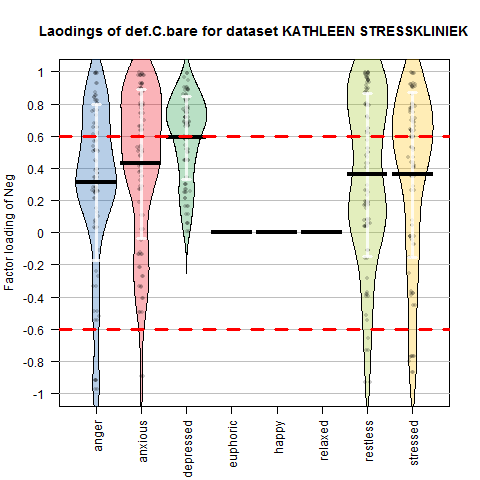 Laodings of def.C.bare for dataset KATHLEEN STRESSKLINIEK
Factor loading of Neg
1
0.8
0.6
0.4
0.2
0
-0.2
-0.4
-0.6
-0.8
-1
anger
anxious
depressed
euphoric
happy
relaxed
restless
stressed